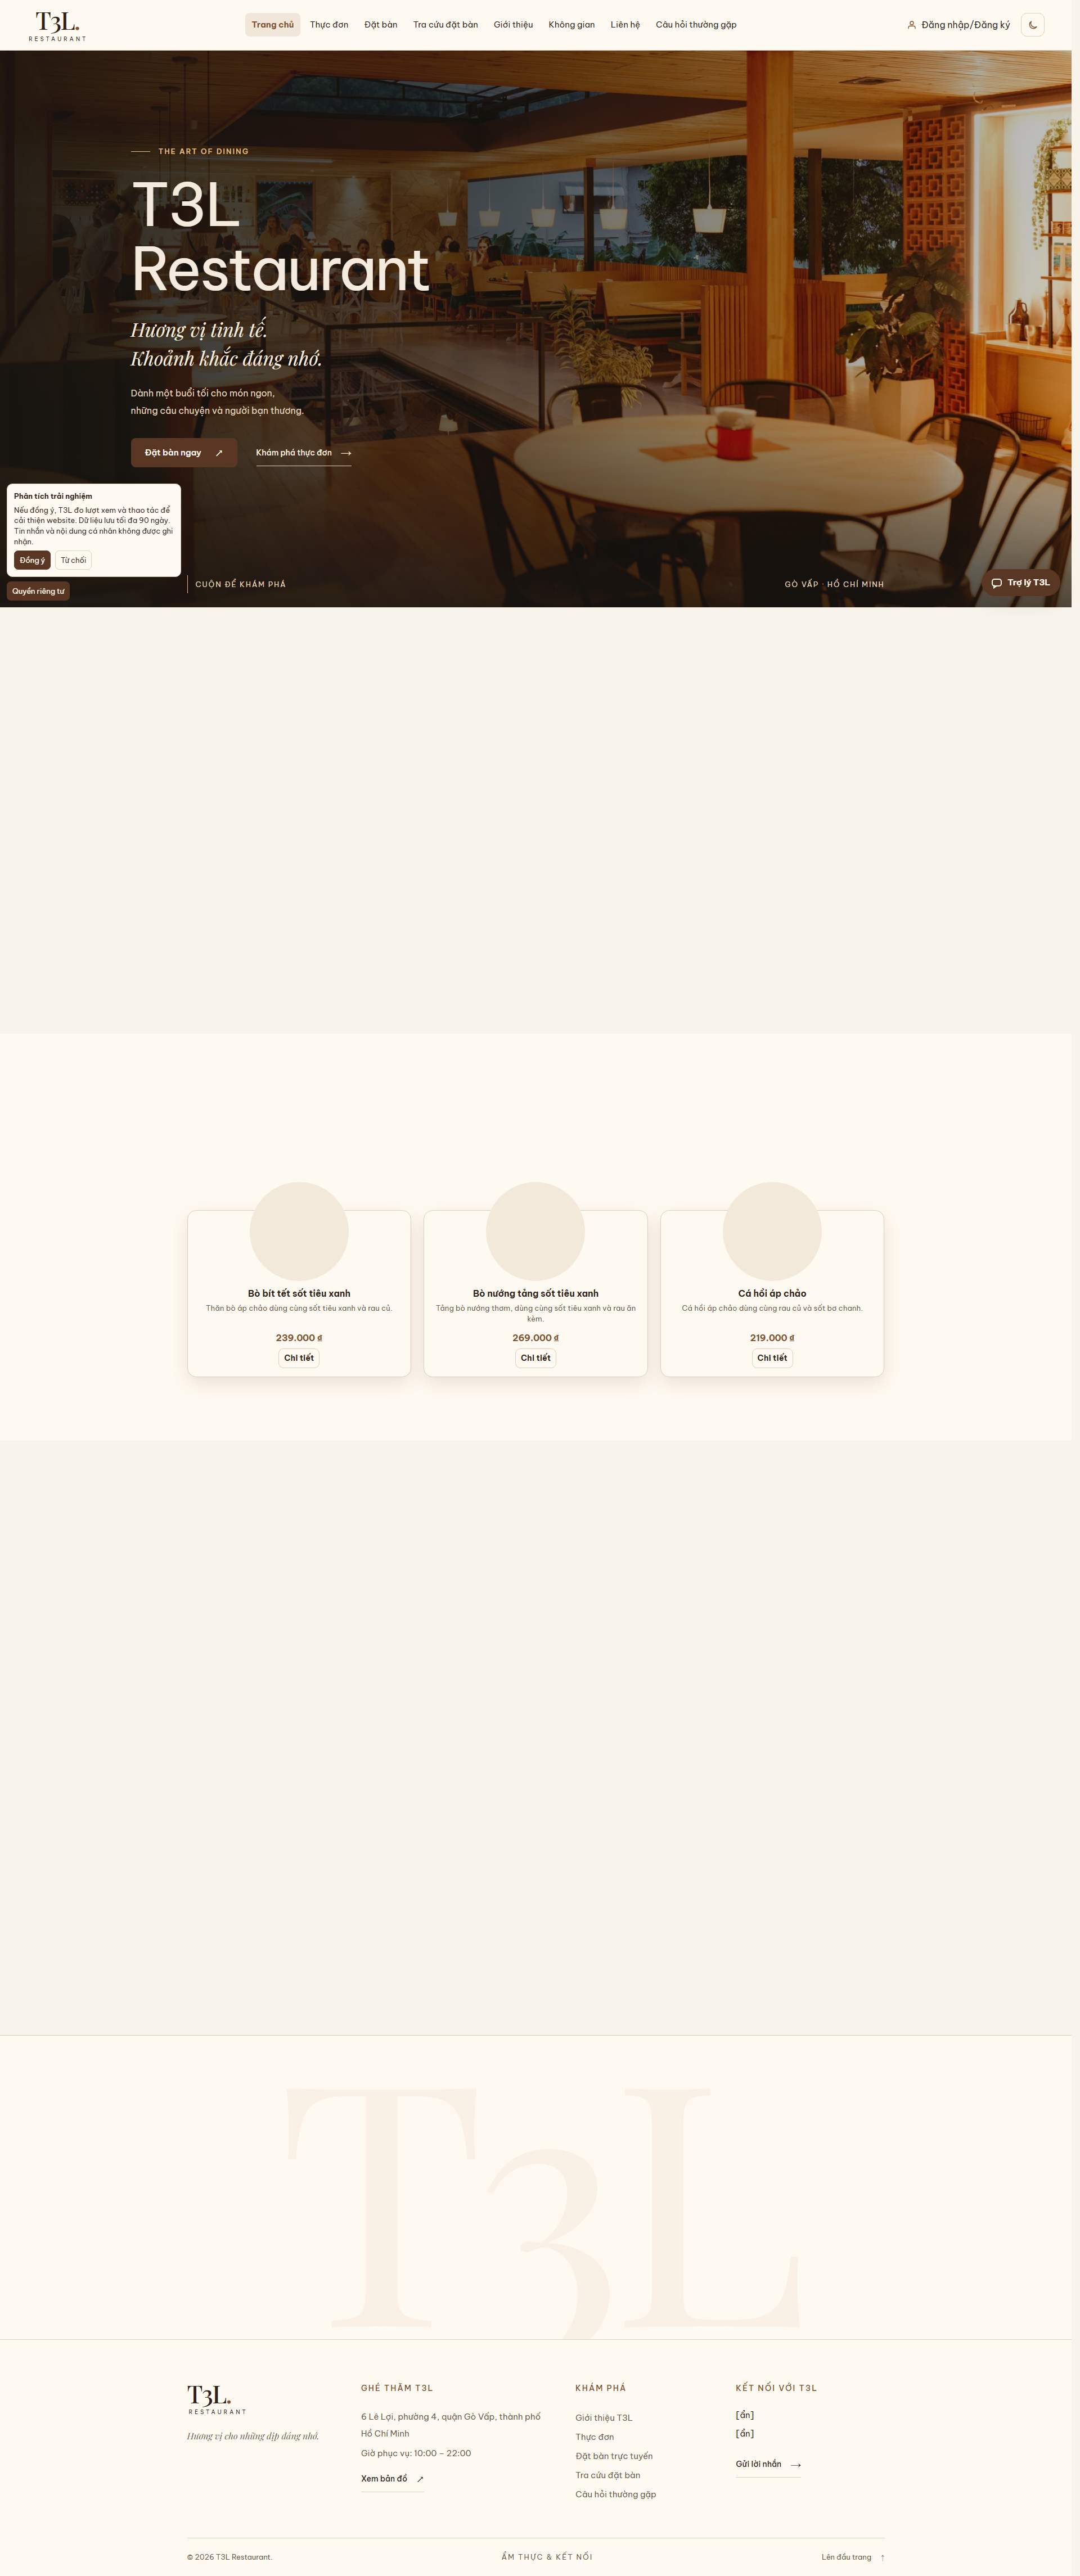 T3L.
RESTAURANT
Trang chủ
Thực đơn
Đặt bàn
Tra cứu đặt bàn
Giới thiệu
Không gian
Liên hệ
Câu hỏi thường gặp
Đăng nhập/Đăng ký
THE ART OF DINING
T3L
Restaurant
Hương vị tinh tế.
Khoảnh khắc đáng nhớ.
Dành một buổi tối cho món ngon,
những câu chuyện và người bạn thương.
Đặt bàn ngay ↗
Khám phá thực đơn →
Phân tích trải nghiệm
Nếu đồng ý, T3L đo lượt xem và thao tác để
cải thiện website. Dữ liệu lưu tối đa 90 ngày.
Tin nhắn và nội dung cá nhân không được ghi
nhận.
Đồng ý
Từ chối
Quyền riêng tư
CUỘN ĐỂ KHÁM PHÁ
GÒ VẤP · HỒ CHÍ MINH
Trợ lý T3L
Bò bít tết sốt tiêu xanh
Thăn bò áp chảo dùng cùng sốt tiêu xanh và rau củ.
239.000 ₫
Chi tiết
Bò nướng tảng sốt tiêu xanh
Tảng bò nướng thơm, dùng cùng sốt tiêu xanh và rau ăn
kèm.
269.000 ₫
Chi tiết
Cá hồi áp chảo
Cá hồi áp chảo dùng cùng rau củ và sốt bơ chanh.
219.000 ₫
Chi tiết
T3L
T3L.
RESTAURANT
Hương vị cho những dịp đáng nhớ.
GHÉ THĂM T3L
6 Lê Lợi, phường 4, quận Gò Vấp, thành phố
Hồ Chí Minh
Giờ phục vụ: 10:00 – 22:00
Xem bản đồ ↗
KHÁM PHÁ
Giới thiệu T3L
Thực đơn
Đặt bàn trực tuyến
Tra cứu đặt bàn
Câu hỏi thường gặp
KẾT NỐI VỚI T3L
[ẩn]
[ẩn]
Gửi lời nhắn →
© 2026 T3L Restaurant.
ẨM THỰC & KẾT NỐI
Lên đầu trang ↑